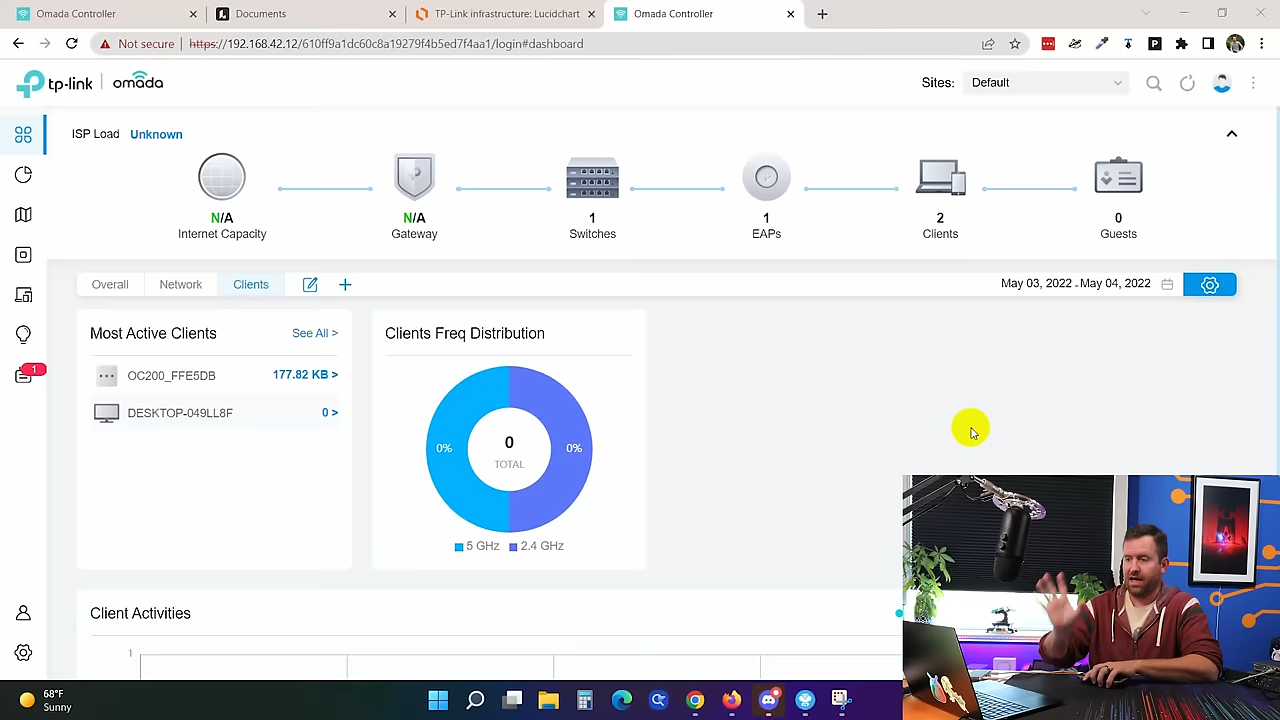 Omada Controller
Documents
TP-Link infrastructure: Lucidchart
Omada Controller
Not secure
https://192.168.42.12/610ff9a1dc60c8a19279f4b5ed7f4aa1/login#dashboard
tp-link | omada
Sites: Default
ISP Load Unknown
N/A
Internet Capacity
N/A
Gateway
1
Switches
1
EAPs
2
Clients
0
Guests
Overall
Network
Clients
May 03, 2022 - May 04, 2022
Most Active Clients
See All >
OC200_FFE5DB
177.82 KB >
DESKTOP-049LL8F
0 >
Clients Freq Distribution
0%
0
TOTAL
0%
5 GHz
2.4 GHz
1
Client Activities
1
68°F
Sunny